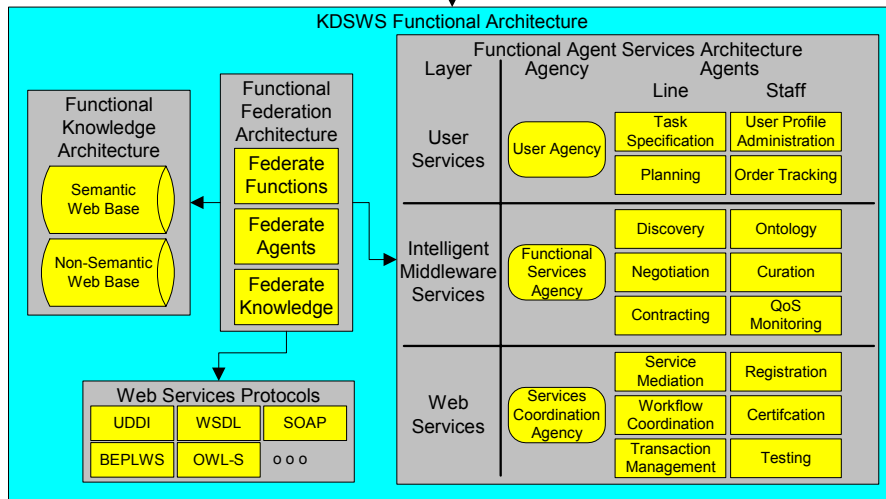 KDSWS Functional Architecture
Functional
Knowledge
Architecture
Semantic
Web Base
Non-Semantic
Web Base
Functional
Federation
Architecture
Federate
Functions
Federate
Agents
Federate
Knowledge
Web Services Protocols
UDDI
WSDL
SOAP
BEPLWS
OWL-S
o o o
Functional Agent Services Architecture
Layer
Agency
Agents
Line
Staff
User
Services
User Agency
Task
Specification
User Profile
Administration
Planning
Order Tracking
Intelligent
Middleware
Services
Functional
Services
Agency
Discovery
Ontology
Negotiation
Curation
Contracting
QoS
Monitoring
Web
Services
Services
Coordination
Agency
Service
Mediation
Registration
Workflow
Coordination
Certifcation
Transaction
Management
Testing